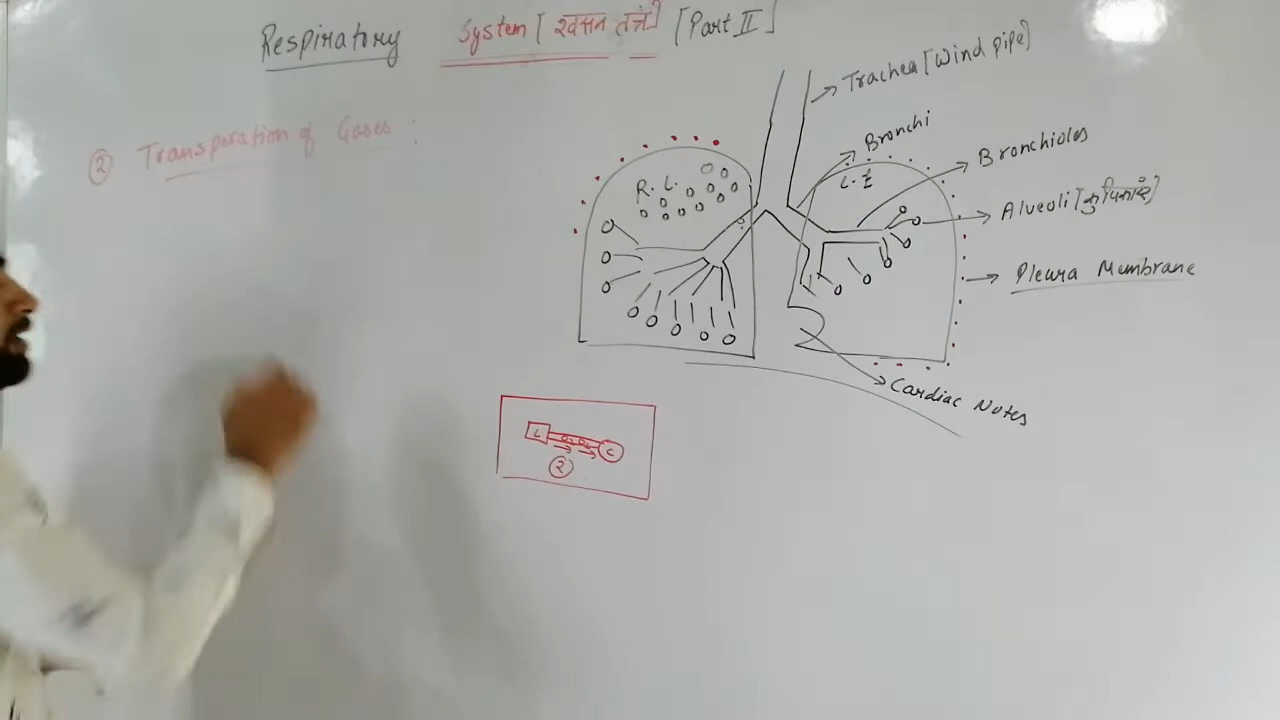 Respiratory System [श्वसन तंत्र] [Part II]
② Transporation of Gases :
Trachea [Wind pipe)
Bronchi
Bronchioles
R. L.
L. L
Alveoli [कुपिकाएं)
Pleura Membrane
Cardiac Notes
L C
②